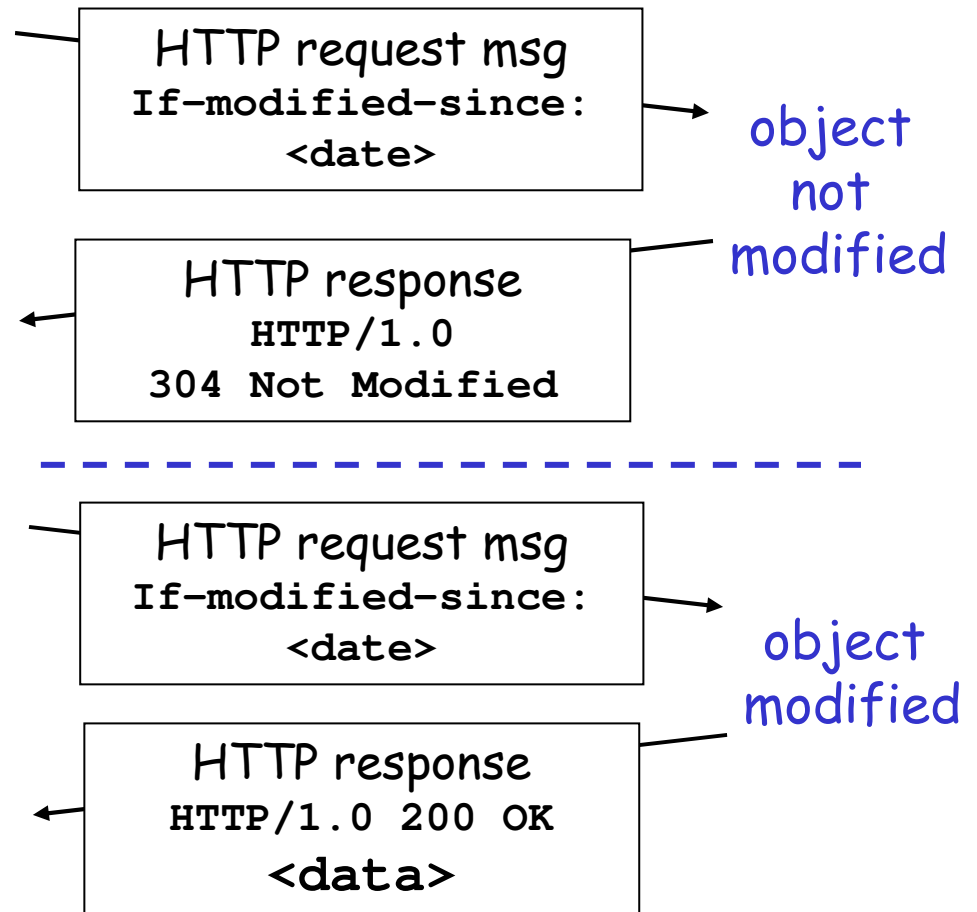 HTTP request msg
If-modified-since:
<date>
object
not
modified
HTTP response
HTTP/1.0
304 Not Modified
HTTP request msg
If-modified-since:
<date>
object
modified
HTTP response
HTTP/1.0 200 OK
<data>